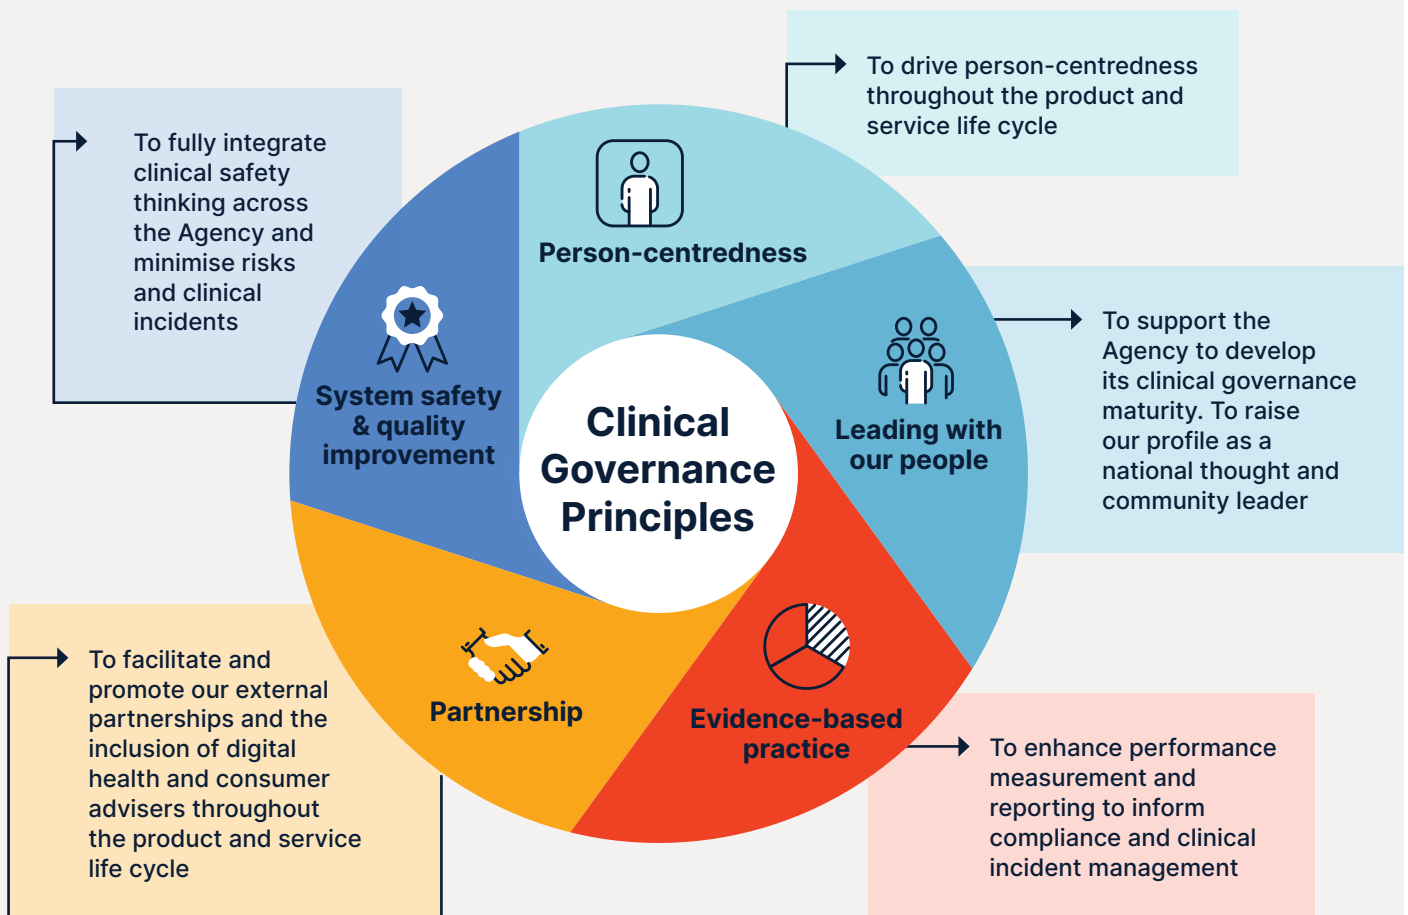 To drive person-centredness
throughout the product and
service life cycle
To fully integrate
clinical safety
thinking across
the Agency and
minimise risks
and clinical
incidents
Person-centredness
To support the
Agency to develop
its clinical governance
maturity. To raise
our profile as a
national thought and
community leader
System safety
& quality
improvement
Clinical
Governance
Principles
Leading with
our people
To facilitate and
promote our external
partnerships and the
inclusion of digital
health and consumer
advisers throughout
the product and service
life cycle
Partnership
Evidence-based
practice
To enhance performance
measurement and
reporting to inform
compliance and clinical
incident management